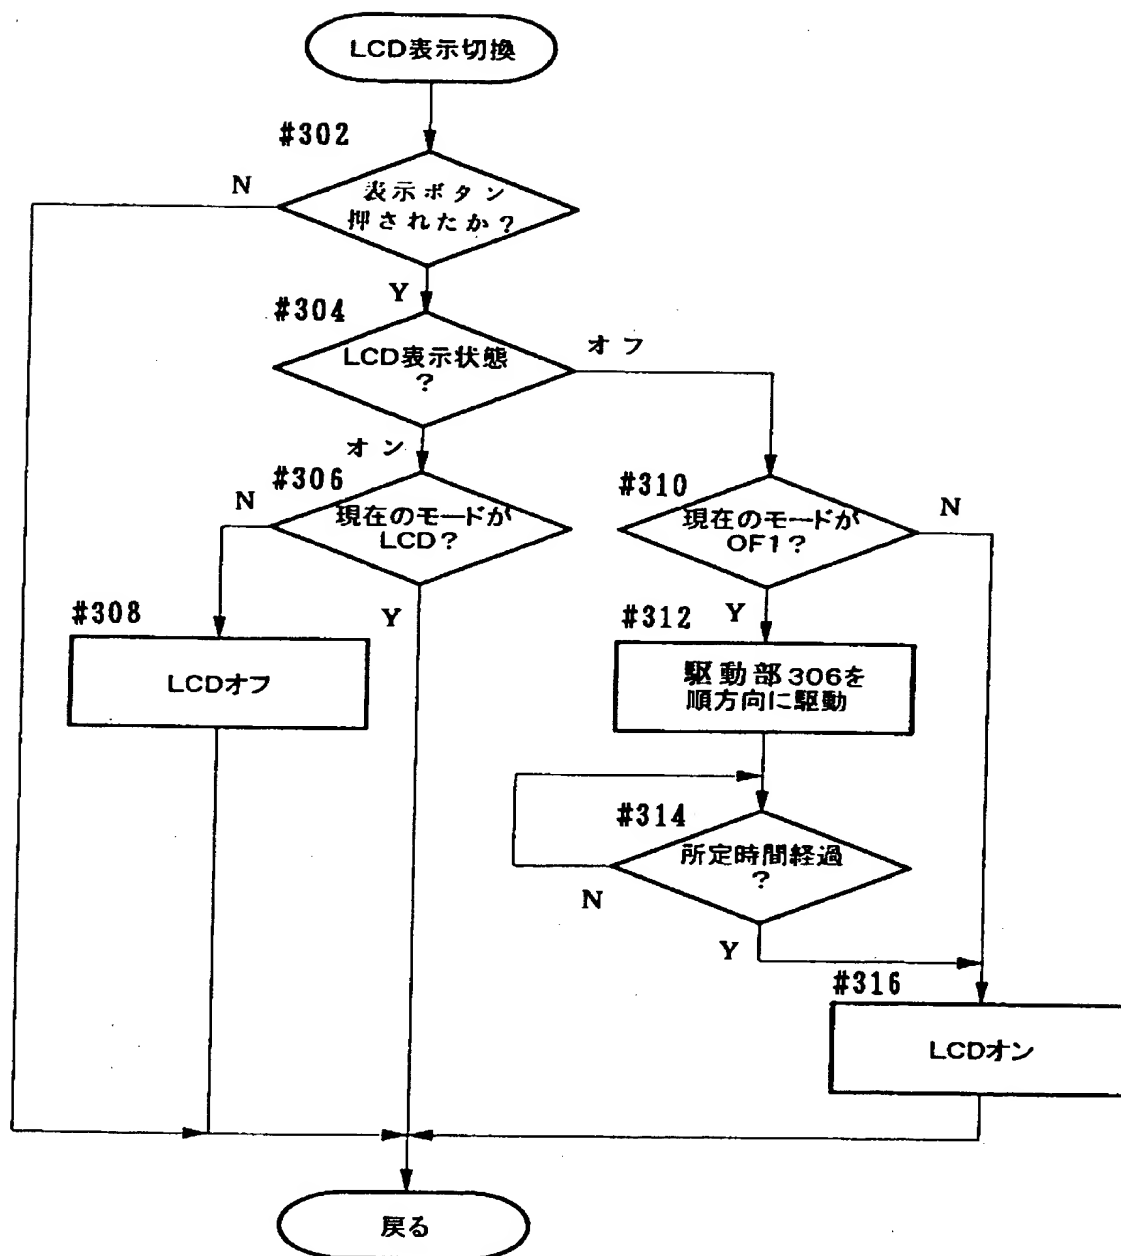 LCD表示切換
#302
N
表示ボタン
押されたか?
Y
#304
LCD表示状態
?
オフ
オン
#306
N
現在のモードが
LCD?
Y
#310
現在のモードが
OF1?
N
Y
#308
LCDオフ
#312
駆動部306を
順方向に駆動
#314
所定時間経過
?
N
Y
#316
LCDオン
戻る